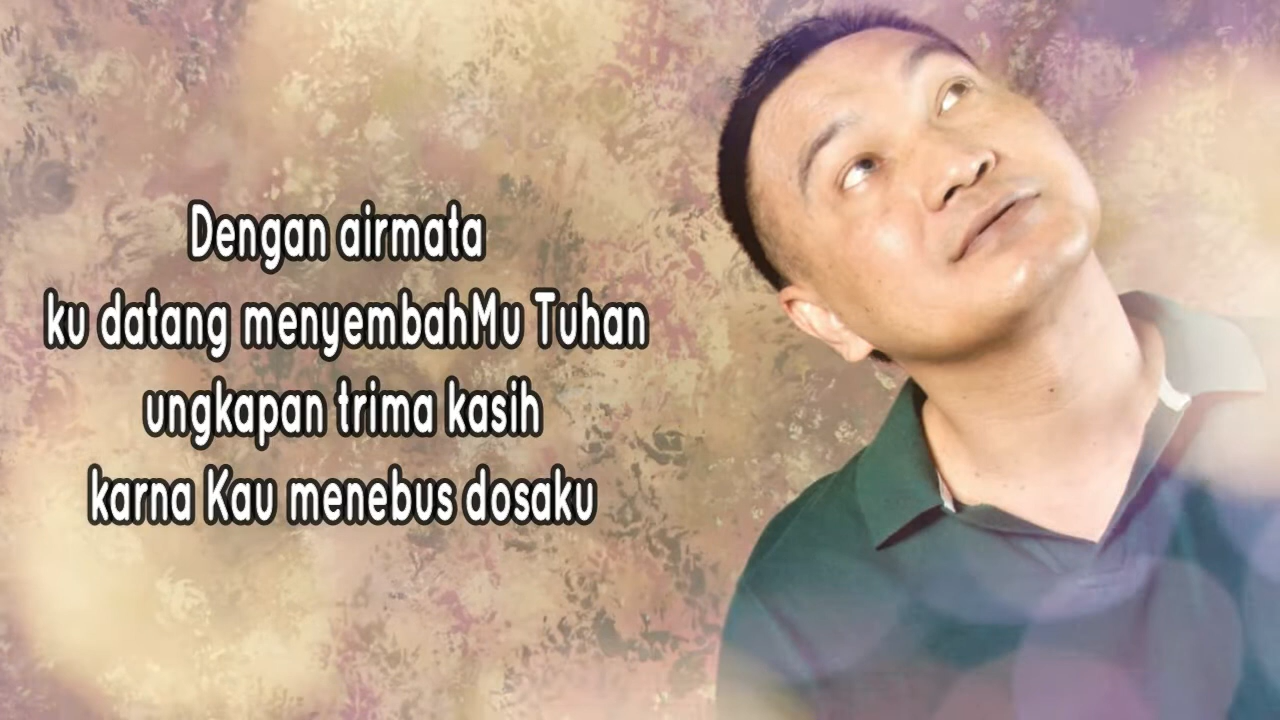 Dengan airmata
ku datang menyembahMu Tuhan
ungkapan trima kasih
karna Kau menebus dosaku